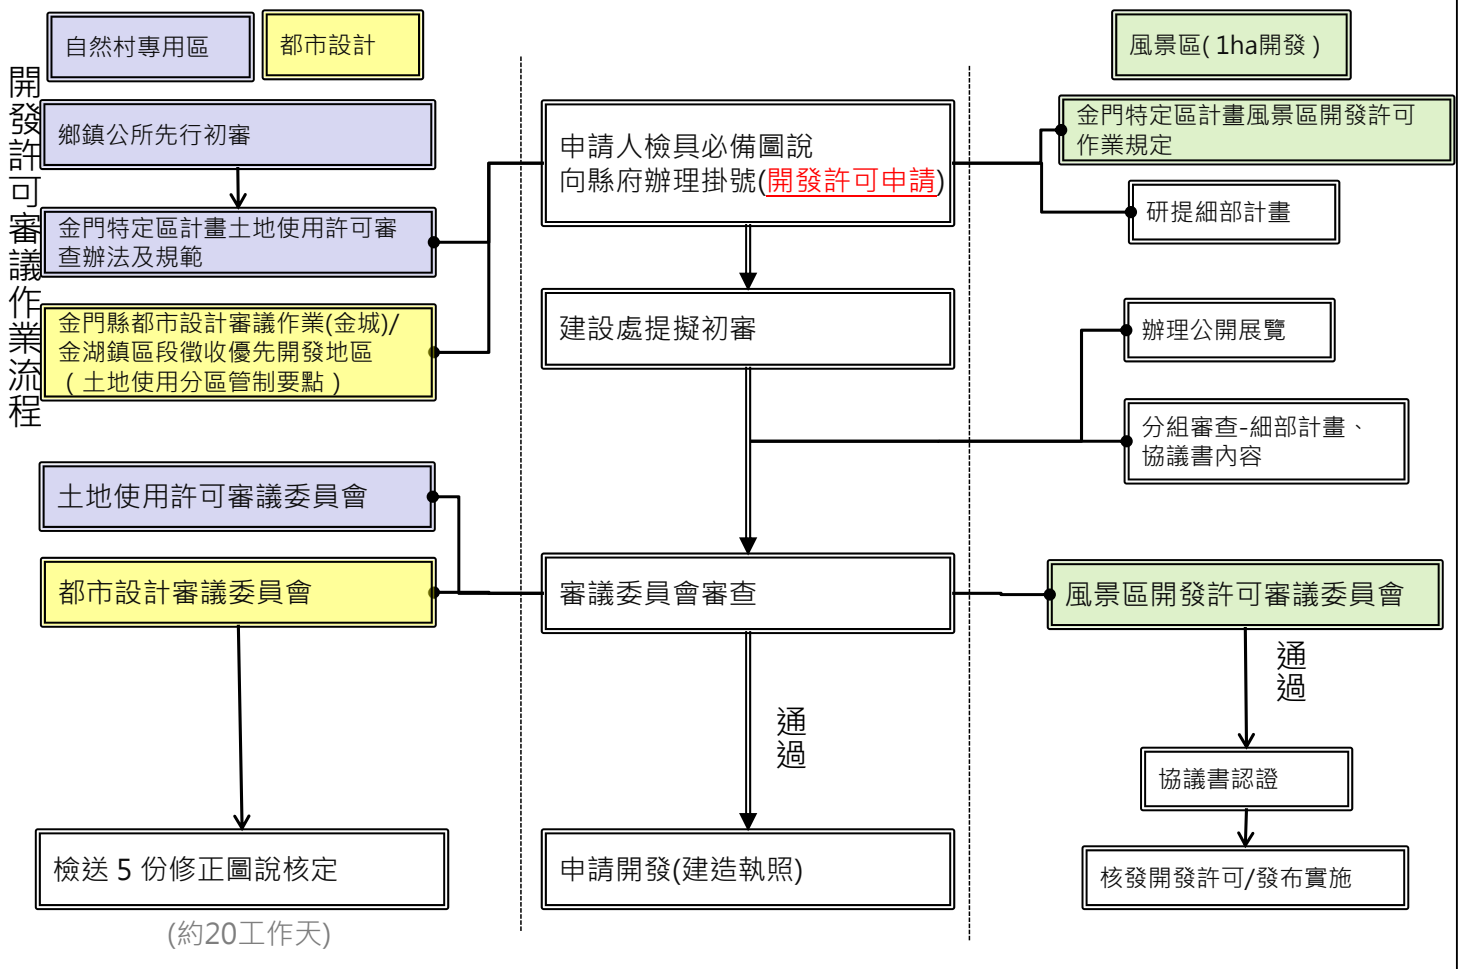 開發許可審議作業流程
自然村專用區
都市設計
鄉鎮公所先行初審
金門特定區計畫土地使用許可審
查辦法及規範
金門縣都市設計審議作業(金城)/
金湖鎮區段徵收優先開發地區
(土地使用分區管制要點)
土地使用許可審議委員會
都市設計審議委員會
檢送 5 份修正圖說核定
(約20工作天)
申請人檢具必備圖說
向縣府辦理掛號(開發許可申請)
建設處提擬初審
審議委員會審查
通過
申請開發(建造執照)
風景區(1ha開發)
金門特定區計畫風景區開發許可
作業規定
研提細部計畫
辦理公開展覽
分組審查-細部計畫、
協議書內容
風景區開發許可審議委員會
通過
協議書認證
核發開發許可/發布實施